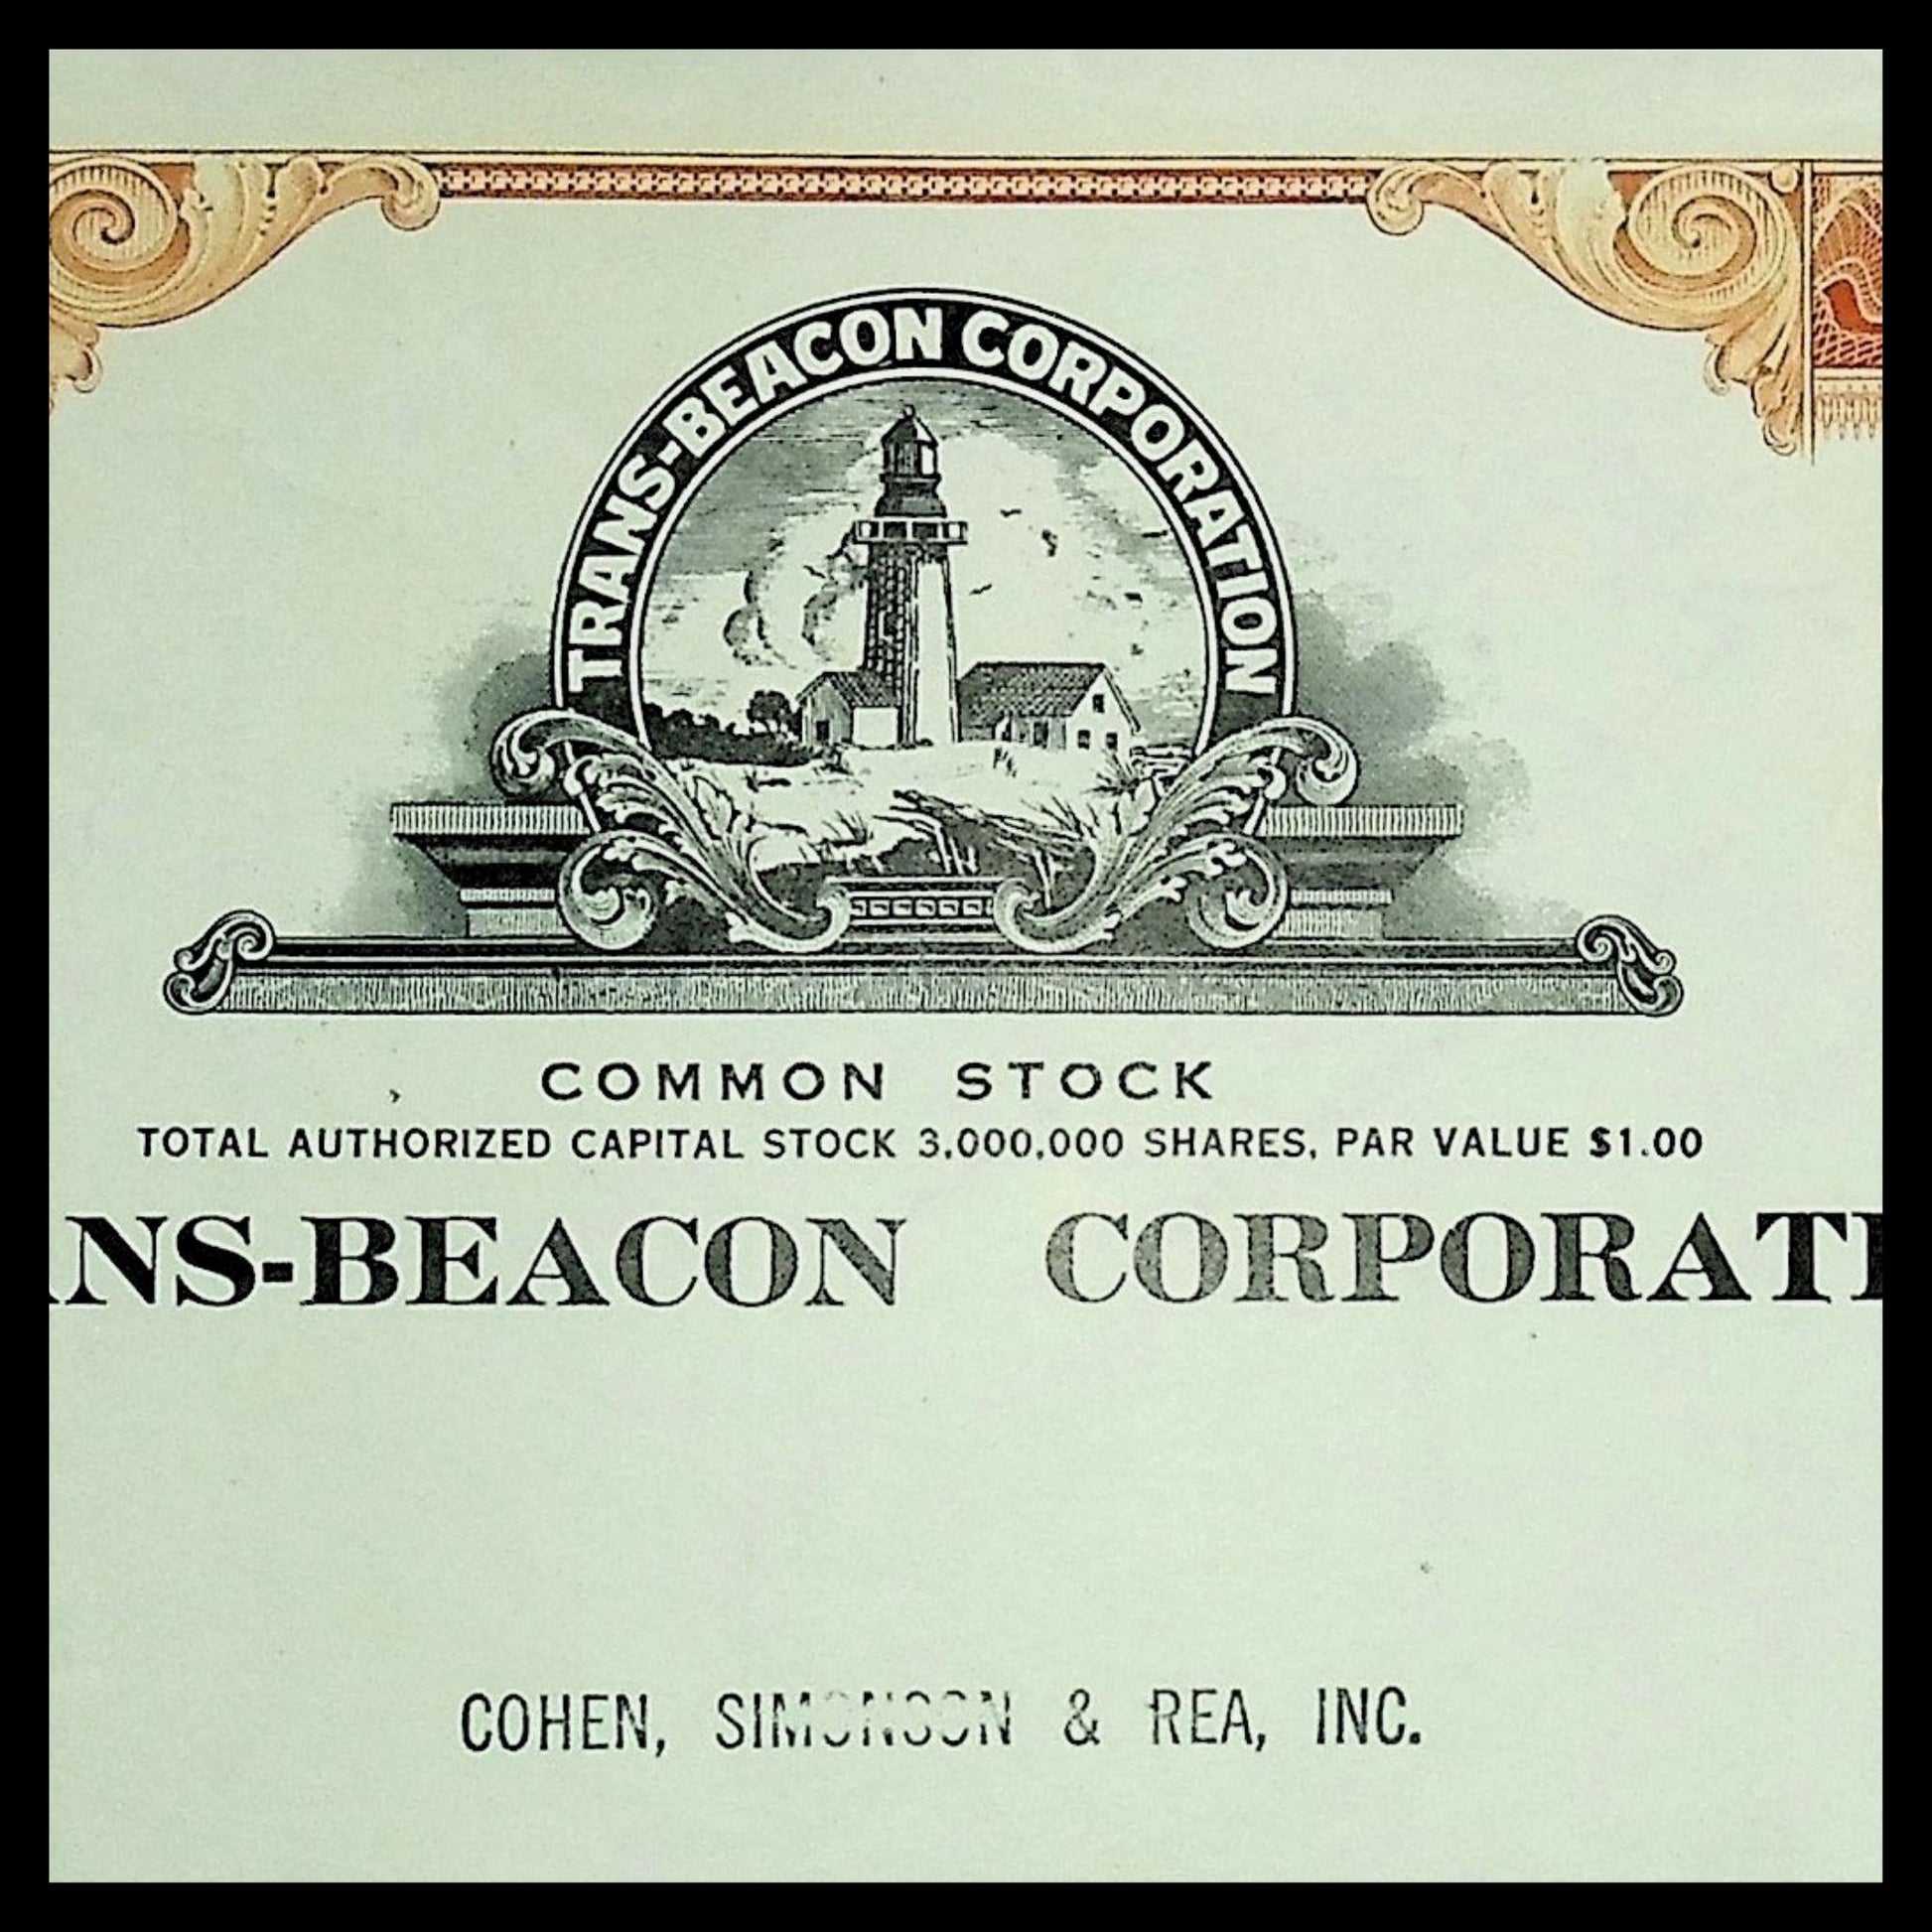 TRANS-BEACON CORPORATION
COMMON STOCK
TOTAL AUTHORIZED CAPITAL STOCK 3,000,000 SHARES, PAR VALUE $1.00
NS-BEACON CORPORATI
COHEN, SIMONSON & REA, INC.